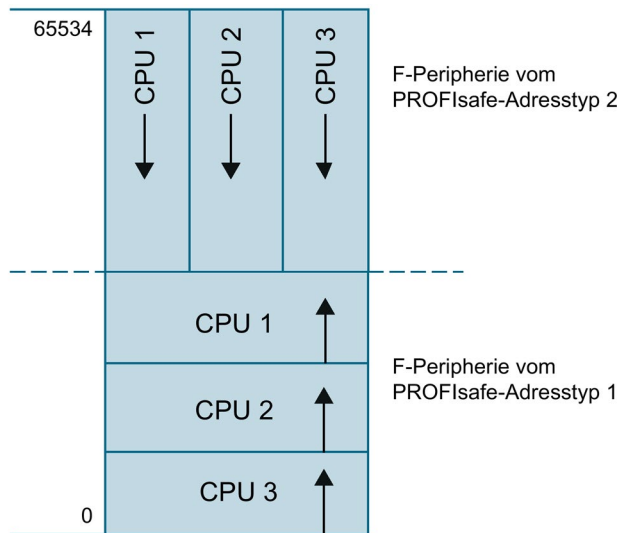 65534
CPU 1
CPU 2
CPU 3
F-Peripherie vom
PROFIsafe-Adresstyp 2
CPU 1
CPU 2
CPU 3
F-Peripherie vom
PROFIsafe-Adresstyp 1
0